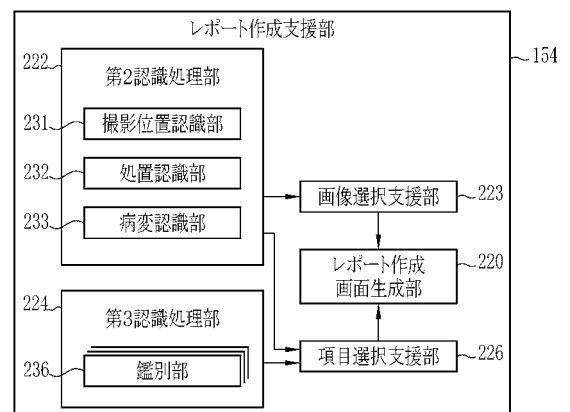 レポート作成支援部
154
222
第2認識処理部
231
撮影位置認識部
232
処置認識部
233
病変認識部
画像選択支援部
223
レポート作成
画面生成部
220
224
第3認識処理部
236
鑑別部
項目選択支援部
226